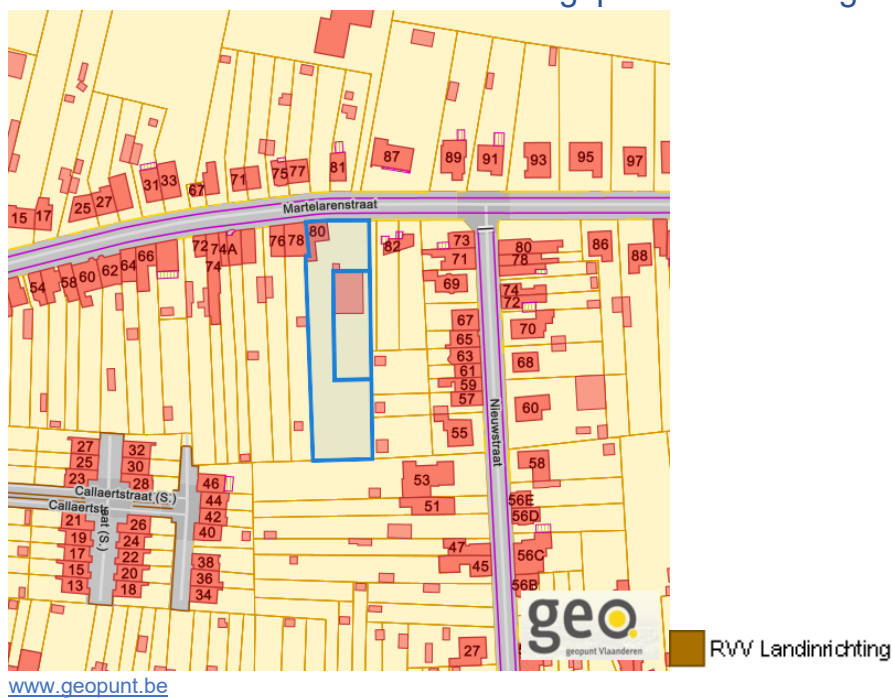 87 89 91 93 95 97
81
31 33 67 71 75 77
15 17 25 27
Martelarenstraat
80
72 74A 76 78 82 73 80 86
74 71 78 88
54 58 60 62 64 66
69 74
72
67 70
65
63 68
61
59
57 60
55
Nieuwstraat
27 32
25 30
23 28 46
Callaertstraat (S.)
Callaertstr
aat (S.)
44
42
40
21 26
19 24
17 22 38
15 20 36
13 18 34
53 58
51 56E
56D
47 56C
45 56B
27
geo.
geopunt Vlaanderen
RVV Landinrichting
www.geopunt.be